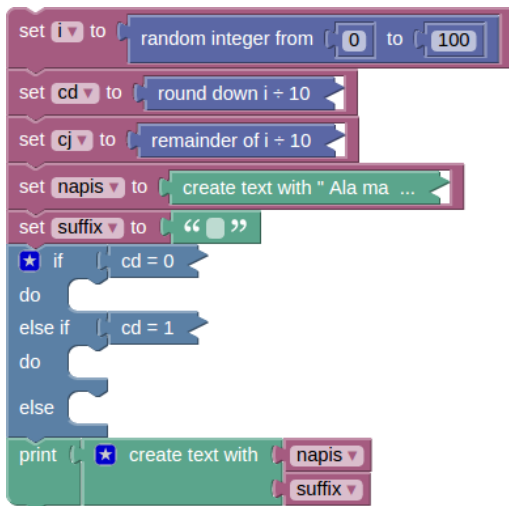 set i to random integer from 0 to 100
set cd to round down i ÷ 10
set cj to remainder of i ÷ 10
set napis to create text with " Ala ma ...
set suffix to “ ”
if cd = 0
do
else if cd = 1
do
else
print create text with napis
suffix